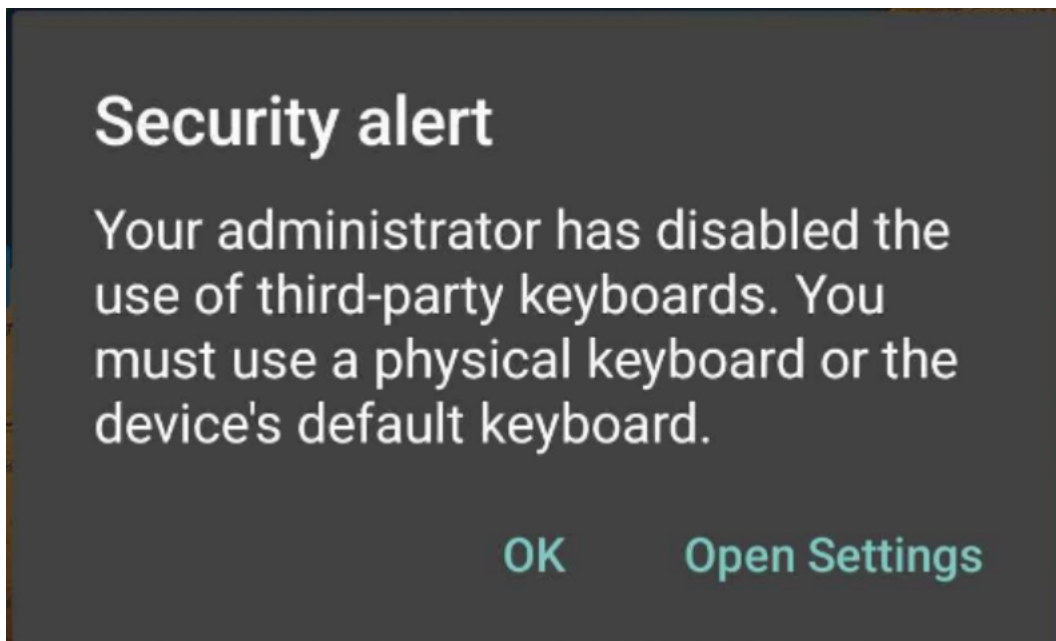 Security alert
Your administrator has disabled the
use of third-party keyboards. You
must use a physical keyboard or the
device's default keyboard.
OK Open Settings